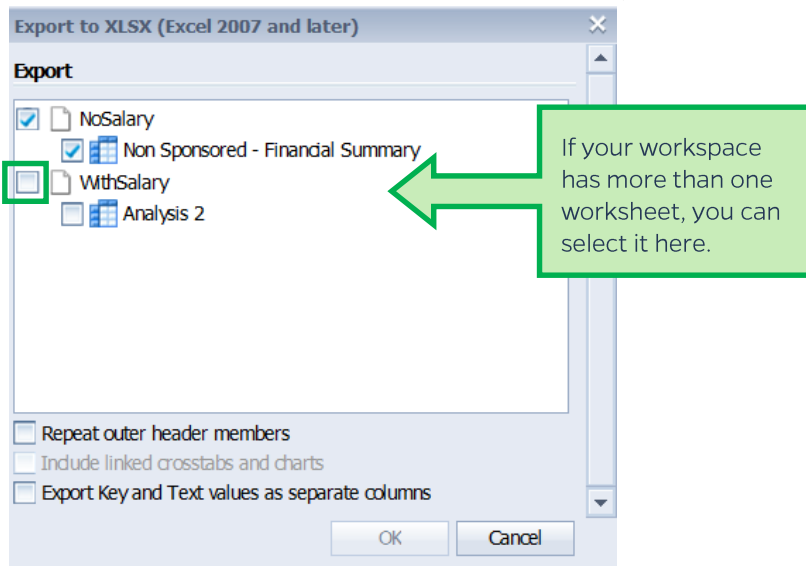 Export to XLSX (Excel 2007 and later)
Export
NoSalary
Non Sponsored - Financial Summary
WithSalary
Analysis 2
If your workspace
has more than one
worksheet, you can
select it here.
Repeat outer header members
Include linked crosstabs and charts
Export Key and Text values as separate columns
OK
Cancel